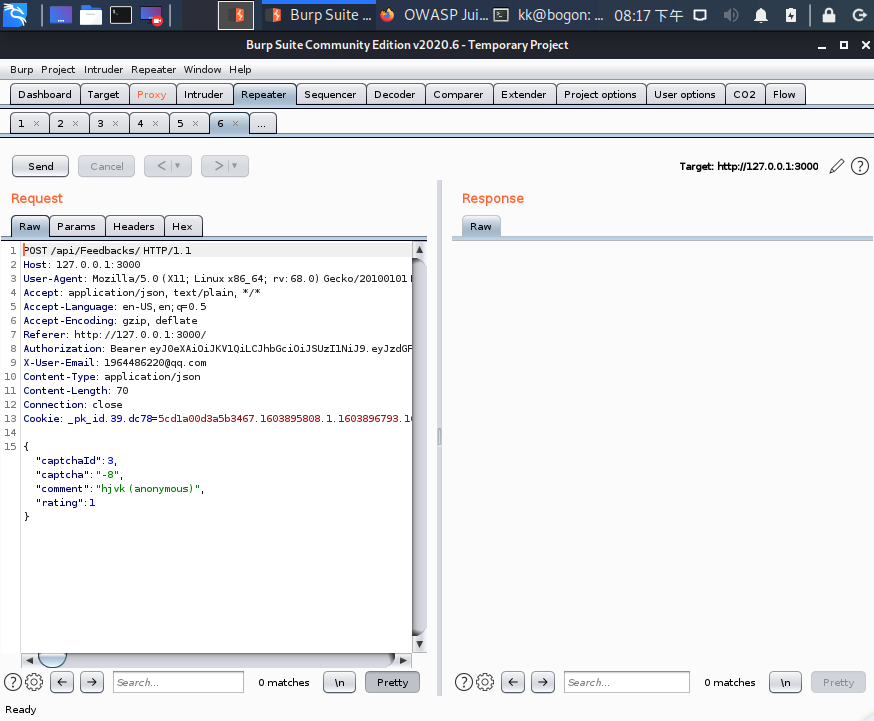 Burp Suite ...
OWASP Jui...
kk@bogon: ...
08:17 下午
Burp Suite Community Edition v2020.6 - Temporary Project
Burp Project Intruder Repeater Window Help
Dashboard Target Proxy Intruder Repeater Sequencer Decoder Comparer Extender Project options User options CO2 Flow
1 × 2 × 3 × 4 × 5 × 6 × ...
Send Cancel < | ▼ > | ▼ Target: http://127.0.0.1:3000 ?
Request
Raw Params Headers Hex
1 POST /api/Feedbacks/ HTTP/1.1
2 Host: 127.0.0.1:3000
3 User-Agent: Mozilla/5.0 (X11; Linux x86_64; rv:68.0) Gecko/20100101
4 Accept: application/json, text/plain, */*
5 Accept-Language: en-US,en;q=0.5
6 Accept-Encoding: gzip, deflate
7 Referer: http://127.0.0.1:3000/
8 Authorization: Bearer eyJ0eXAiOiJKV1QiLCJhbGciOiJSUzI1NiJ9.eyJzdGF
9 X-User-Email: 1964486220@qq.com
10 Content-Type: application/json
11 Content-Length: 70
12 Connection: close
13 Cookie: _pk_id.39.dc78=5cd1a00d3a5b3467.1603895808.1.1603896793.16
14
15 {
"captchaId":3,
"captcha":"-8",
"comment":"hjvk (anonymous)",
"rating":1
}
? ← → Search... 0 matches \n Pretty
Response
Raw
? ← → Search... 0 matches \n Pretty
Ready